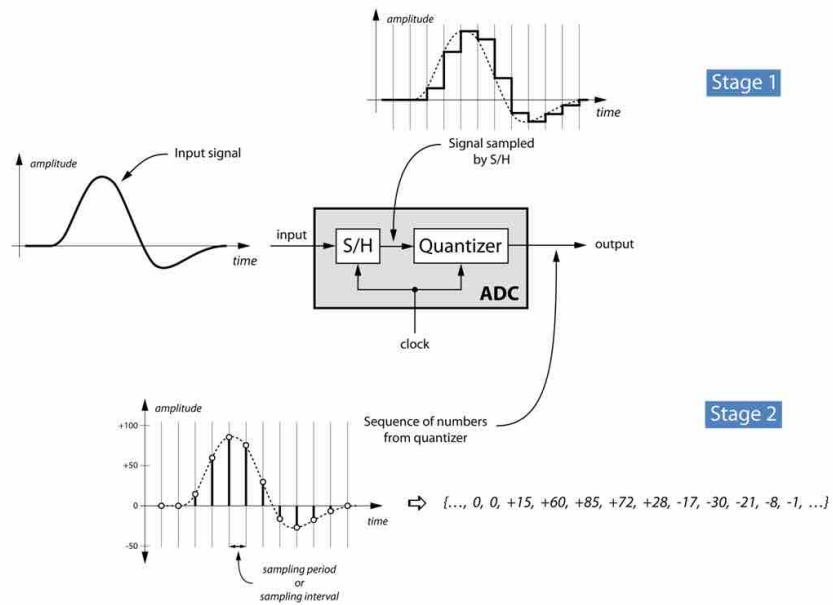 amplitude
Stage 1
time
Signal sampled
by S/H
amplitude
Input signal
time
input
S/H
Quantizer
output
ADC
clock
Stage 2
amplitude
+100
+50
0
-50
time
Sequence of numbers
from quantizer
{..., 0, 0, +15, +60, +85, +72, +28, -17, -30, -21, -8, -1, ...}
sampling period
or
sampling interval